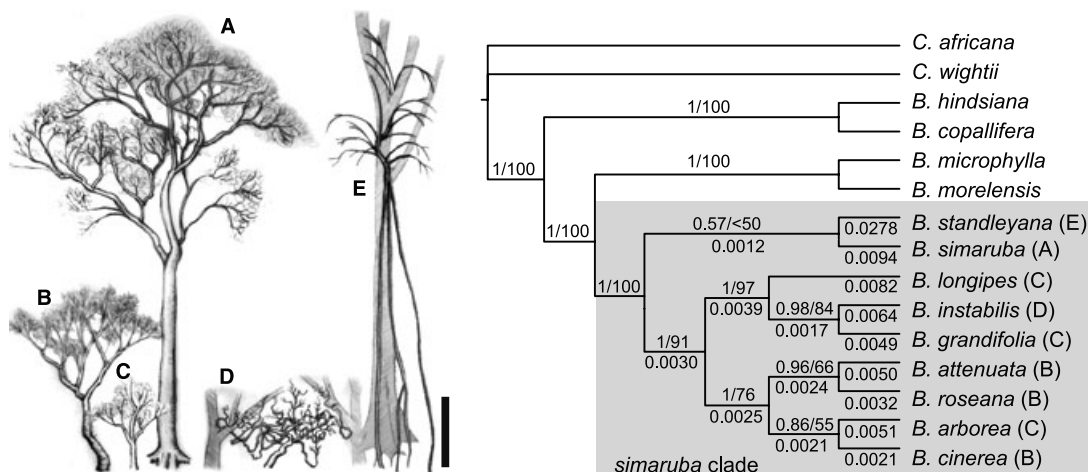 A
B
C
D
E
C. africana
C. wightii
1/100
B. hindsiana
B. copallifera
1/100
1/100
B. microphylla
B. morelensis
1/100
0.57/<50
0.0012
0.0278
B. standleyana (E)
0.0094
B. simaruba (A)
1/100
1/97
0.0039
0.0082
B. longipes (C)
0.98/84
0.0017
0.0064
B. instabilis (D)
0.0049
B. grandifolia (C)
1/91
0.0030
0.96/66
0.0024
0.0050
B. attenuata (B)
0.0032
B. roseana (B)
1/76
0.0025
0.86/55
0.0021
0.0051
B. arborea (C)
0.0021
B. cinerea (B)
simaruba clade